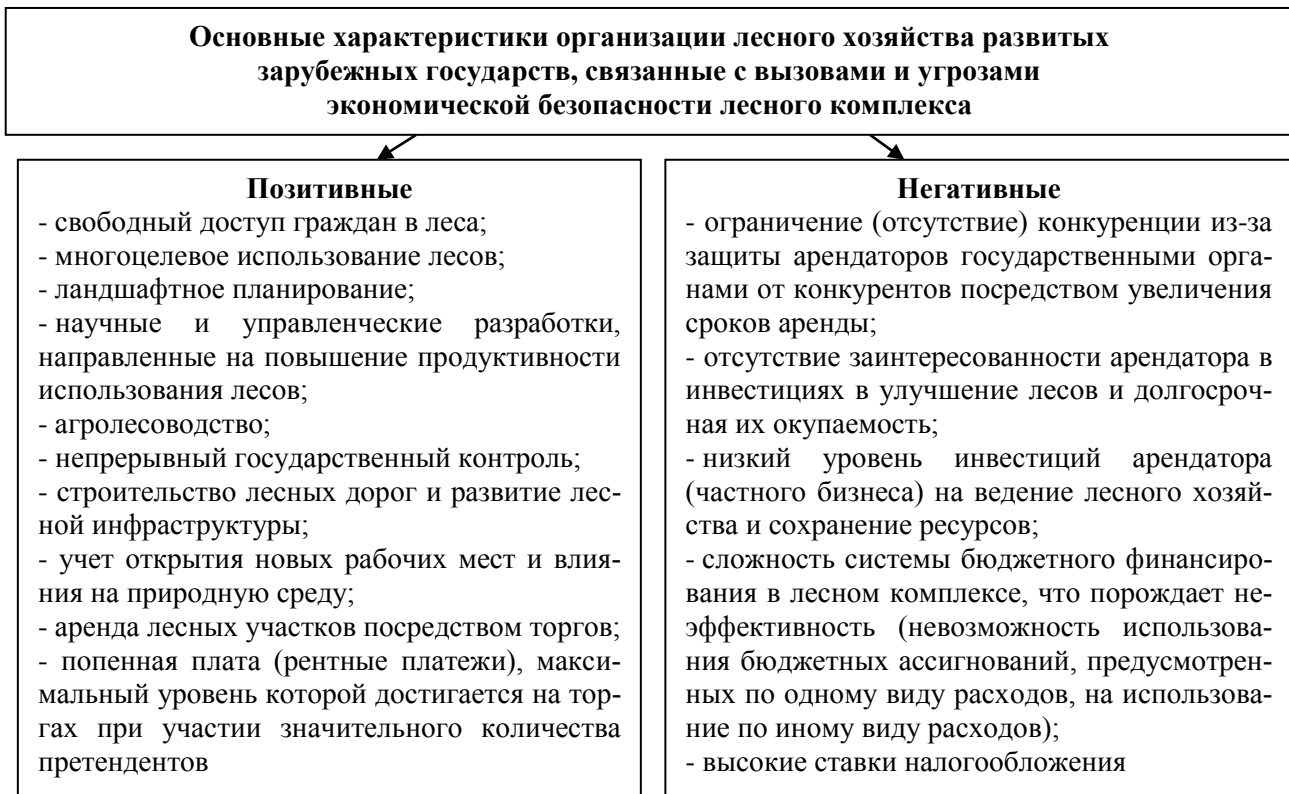 Основные характеристики организации лесного хозяйства развитых
зарубежных государств, связанные с вызовами и угрозами
экономической безопасности лесного комплекса
Позитивные
- свободный доступ граждан в леса;
- многоцелевое использование лесов;
- ландшафтное планирование;
- научные и управленческие разработки,
направленные на повышение продуктивности
использования лесов;
- агролесоводство;
- непрерывный государственный контроль;
- строительство лесных дорог и развитие лес-
ной инфраструктуры;
- учет открытия новых рабочих мест и влия-
ния на природную среду;
- аренда лесных участков посредством торгов;
- попенная плата (рентные платежи), макси-
мальный уровень которой достигается на тор-
гах при участии значительного количества
претендентов
Негативные
- ограничение (отсутствие) конкуренции из-за
защиты арендаторов государственными орга-
нами от конкурентов посредством увеличения
сроков аренды;
- отсутствие заинтересованности арендатора в
инвестициях в улучшение лесов и долгосроч-
ная их окупаемость;
- низкий уровень инвестиций арендатора
(частного бизнеса) на ведение лесного хозяй-
ства и сохранение ресурсов;
- сложность системы бюджетного финансиро-
вания в лесном комплексе, что порождает не-
эффективность (невозможность использова-
ния бюджетных ассигнований, предусмотрен-
ных по одному виду расходов, на использова-
ние по иному виду расходов);
- высокие ставки налогообложения